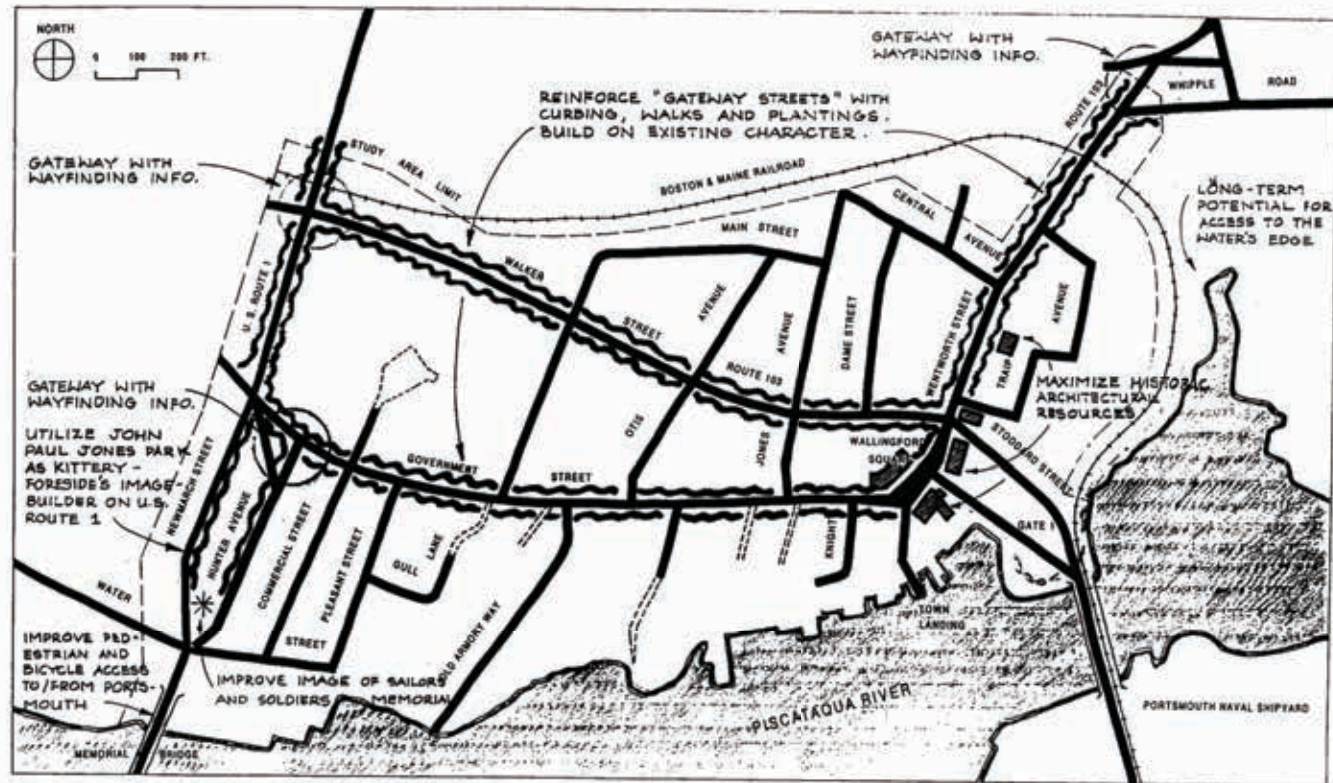 NORTH
0 100 200 FT.
GATEWAY WITH
WAYFINDING INFO.
REINFORCE "GATEWAY STREETS" WITH
CURBING, WALKS AND PLANTINGS.
BUILD ON EXISTING CHARACTER.
ROUTE 103
WHIPPLE ROAD
GATEWAY WITH
WAYFINDING INFO.
STUDY AREA LIMIT
BOSTON & MAINE RAILROAD
LONG-TERM
POTENTIAL FOR
ACCESS TO THE
WATER'S EDGE
CENTRAL AVENUE
MAIN STREET
U.S. ROUTE 1
WALKER STREET
ROUTE 103
OTIS AVENUE
JONES AVENUE
DAME STREET
WENTWORTH STREET
TRAIP AVENUE
MAXIMIZE HISTORIC
ARCHITECTURAL
RESOURCES
GATEWAY WITH
WAYFINDING INFO.
UTILIZE JOHN
PAUL JONES PARK
AS KITTERY-
FORESIDE'S IMAGE-
BUILDER ON U.S.
ROUTE 1
NEWMARCH STREET
HUNTER AVENUE
COMMERCIAL STREET
PLEASANT STREET
GOVERNMENT STREET
WALLINGFORD
SQUARE
STODDARD STREET
GATE 1
GULL LANE
KNIGHT
OLD ARMORY WAY
TOWN
LANDING
WATER STREET
IMPROVE PED-
ESTRIAN AND
BICYCLE ACCESS
TO/FROM PORTS-
MOUTH
IMPROVE IMAGE OF SAILORS
AND SOLDIERS MEMORIAL
PISCATAQUA RIVER
PORTSMOUTH NAVAL SHIPYARD
MEMORIAL BRIDGE